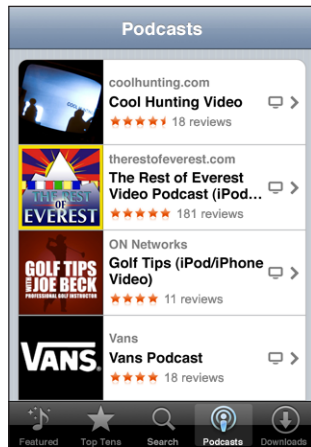 Podcasts
coolhunting.com
Cool Hunting Video
18 reviews
THE REST
OF
EVEREST
therestofeverest.com
The Rest of Everest
Video Podcast (iPod...
181 reviews
GOLF TIPS
WITH JOE BECK
PROFESSIONAL GOLF INSTRUCTOR
ON Networks
Golf Tips (iPod/iPhone
Video)
11 reviews
VANS
Vans
Vans Podcast
18 reviews
Featured
Top Tens
Search
Podcasts
Downloads